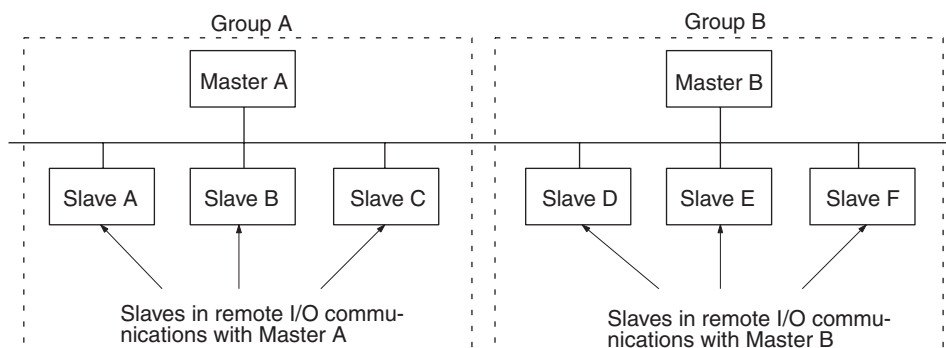 Group A
Group B
Master A
Master B
Slave A
Slave B
Slave C
Slave D
Slave E
Slave F
Slaves in remote I/O commu-
nications with Master A
Slaves in remote I/O commu-
nications with Master B